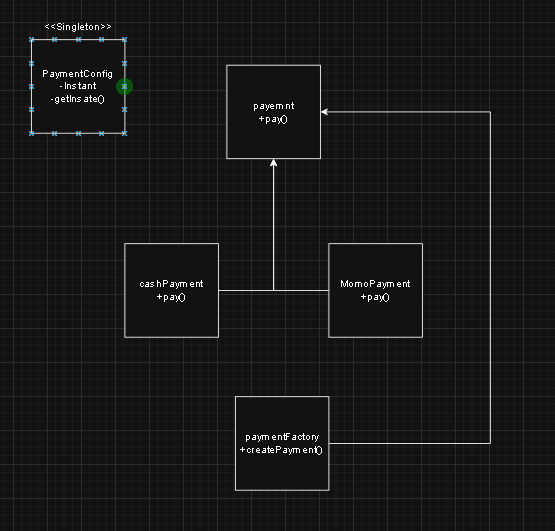 <<Singleton>>
PaymentConfig
-Instant
-getInsate()
payemnt
+pay()
cashPayment
+pay()
MomoPayment
+pay()
paymentFactory
+createPayment()